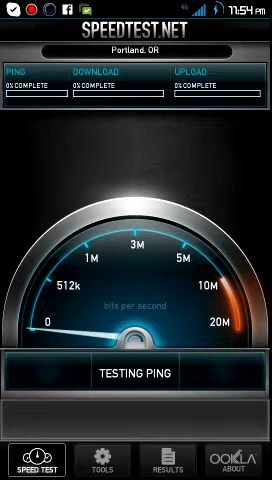 4G 11:54 PM
SPEEDTEST.NET
Portland, OR
PING DOWNLOAD UPLOAD
0% COMPLETE 0% COMPLETE 0% COMPLETE
0 512k 1M 3M 5M 10M 20M
bits per second
TESTING PING
SPEED TEST TOOLS RESULTS OOKLA ABOUT